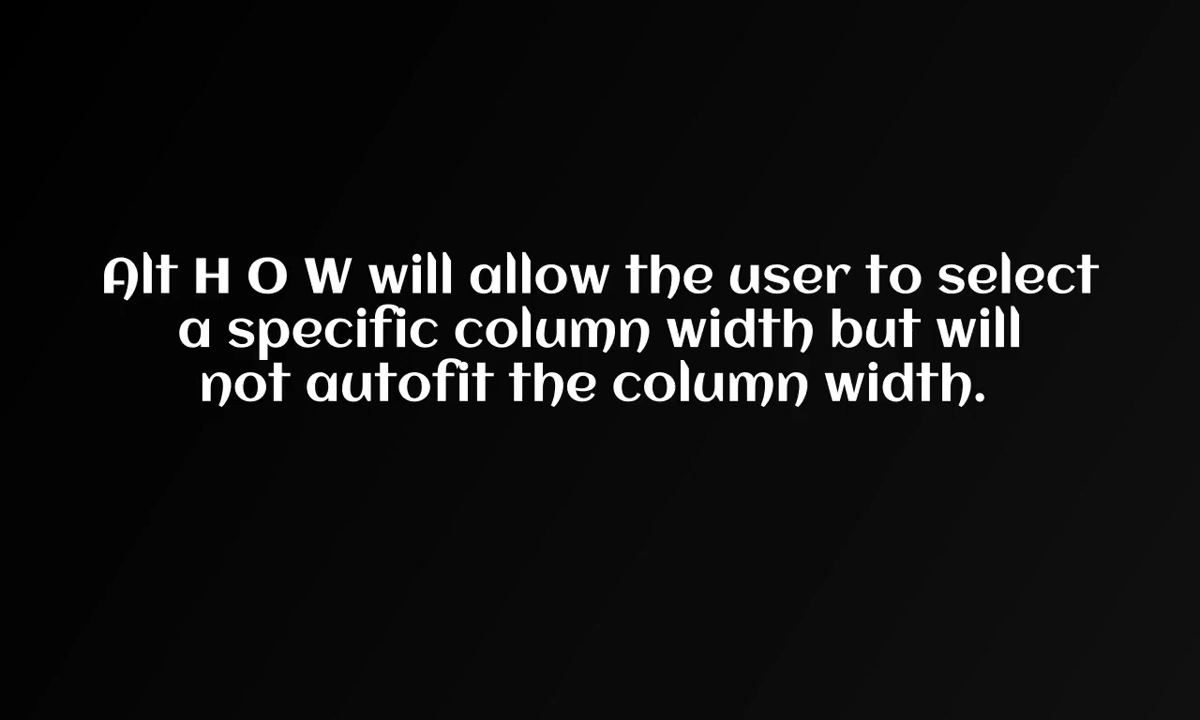 Alt H O W will allow the user to select
a specific column width but will
not autofit the column width.